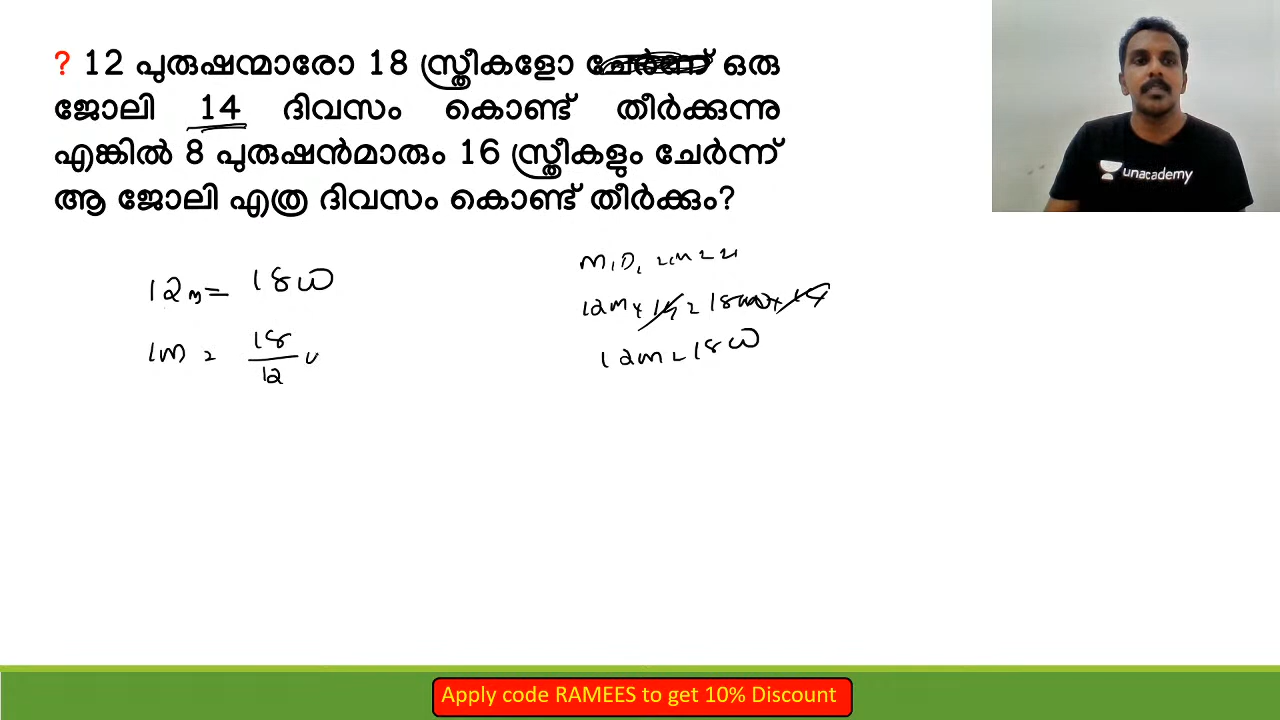 ? 12 പുരുഷന്മാരോ 18 സ്ത്രീകളോ ഒരു
ജോലി 14 ദിവസം കൊണ്ട് തീർക്കുന്നു
എങ്കിൽ 8 പുരുഷൻമാരും 16 സ്ത്രീകളും ചേർന്ന്
ആ ജോലി എത്ര ദിവസം കൊണ്ട് തീർക്കും?
unacademy
12m = 18W
1m = 18/12
12m = 18W
Apply code RAMEES to get 10% Discount